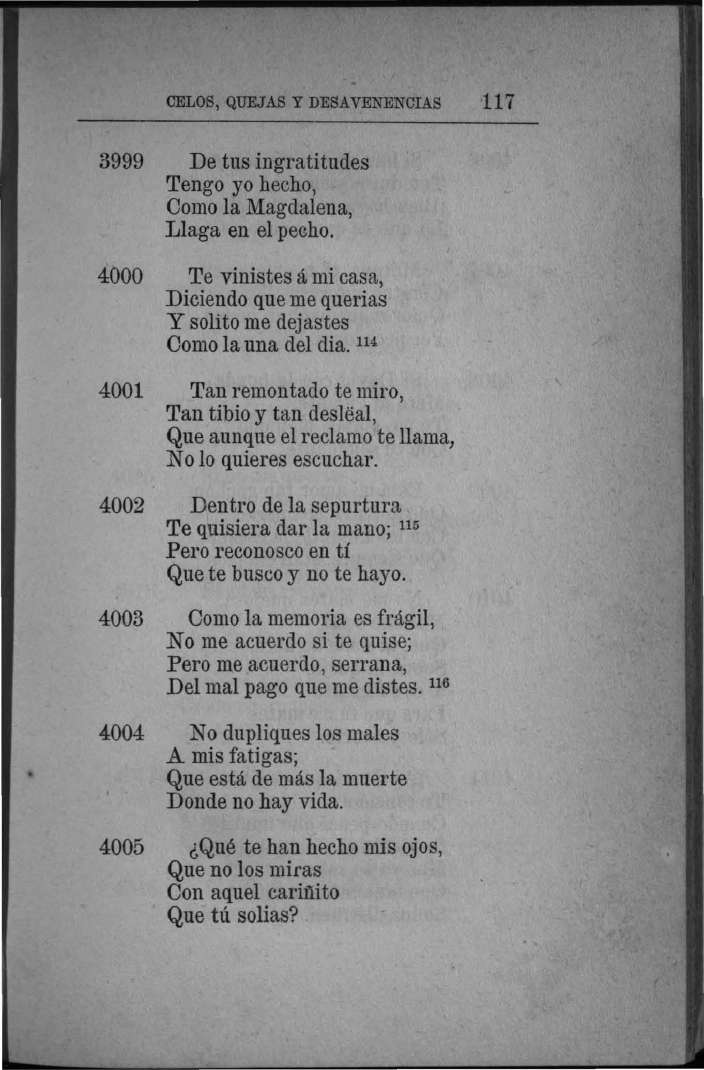 CELOS, QUEJAS Y DESAVENENCIAS 117
3999 De tus ingratitudes
Tengo yo hecho,
Como la Magdalena,
Llaga en el pecho.
4000 Te vinistes á mi casa,
Diciendo que me querias
Y solito me dejastes
Como la una del dia. 114
4001 Tan remontado te miro,
Tan tibio y tan deslëal,
Que aunque el reclamo te llama,
No lo quieres escuchar.
4002 Dentro de la sepurtura
Te quisiera dar la mano; 115
Pero reconosco en tí
Que te busco y no te hayo.
4003 Como la memoria es frágil,
No me acuerdo si te quise;
Pero me acuerdo, serrana,
Del mal pago que me distes. 116
4004 No dupliques los males
A mis fatigas;
Que está de más la muerte
Donde no hay vida.
4005 ¿Qué te han hecho mis ojos,
Que no los miras
Con aquel cariñito
Que tú solias?